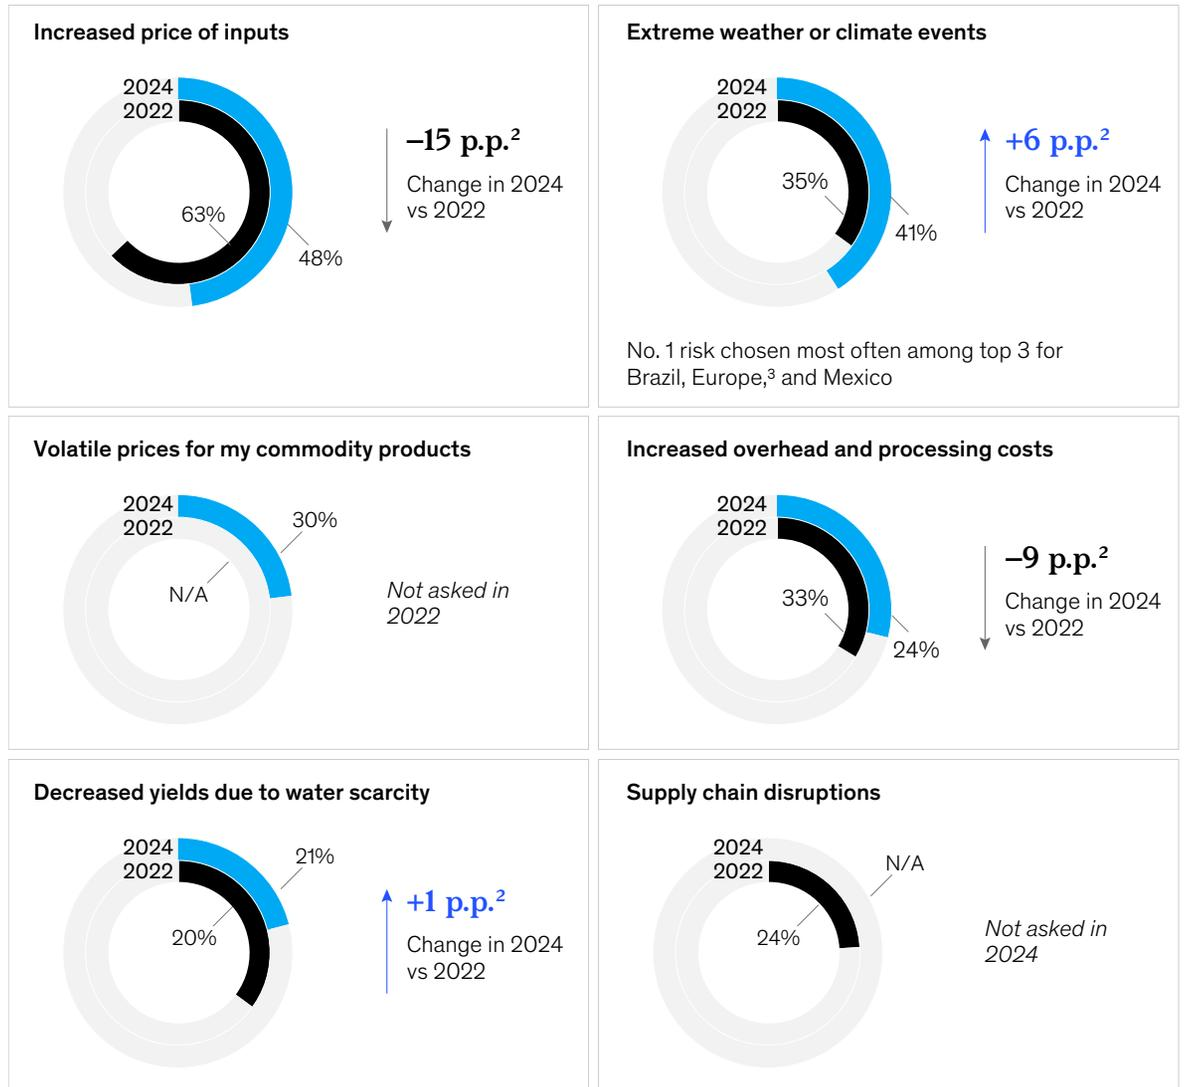 Increased price of inputs
2024
2022
63%
48%
–15 p.p.²
Change in 2024
vs 2022
Extreme weather or climate events
2024
2022
35%
41%
+6 p.p.²
Change in 2024
vs 2022
No. 1 risk chosen most often among top 3 for
Brazil, Europe,³ and Mexico
Volatile prices for my commodity products
2024
2022
30%
N/A
Not asked in
2022
Increased overhead and processing costs
2024
2022
33%
24%
–9 p.p.²
Change in 2024
vs 2022
Decreased yields due to water scarcity
2024
2022
21%
20%
+1 p.p.²
Change in 2024
vs 2022
Supply chain disruptions
2024
2022
N/A
24%
Not asked in
2024